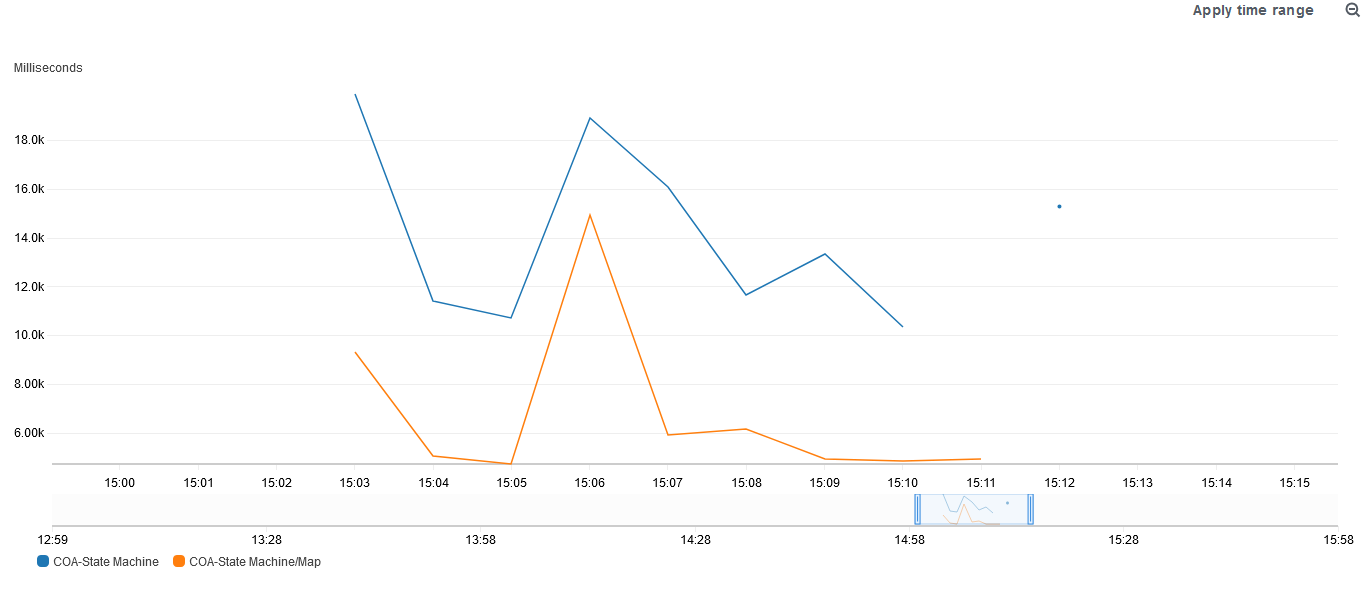 Apply time range
Milliseconds
18.0k
16.0k
14.0k
12.0k
10.0k
8.00k
6.00k
15:00 15:01 15:02 15:03 15:04 15:05 15:06 15:07 15:08 15:09 15:10 15:11 15:12 15:13 15:14 15:15
12:59 13:28 13:58 14:28 14:58 15:28 15:58
COA-State Machine COA-State Machine/Map